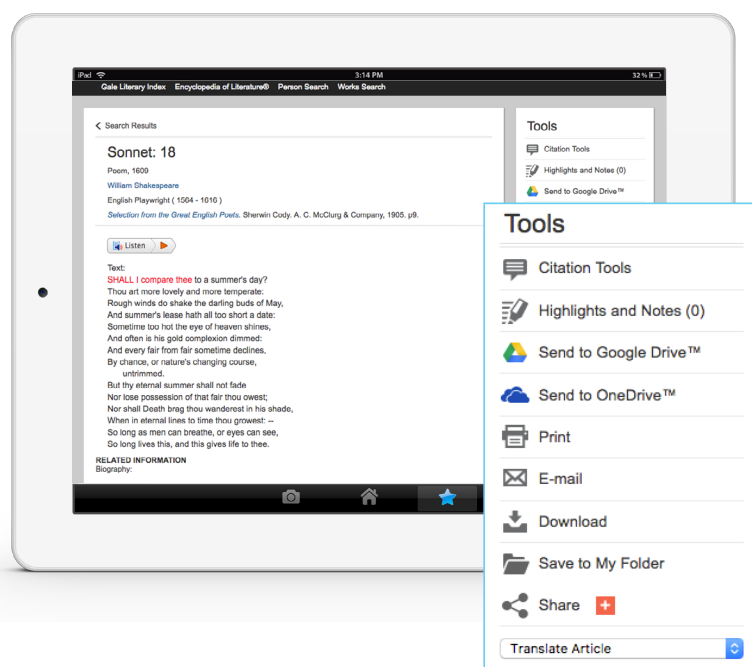 iPad 3:14 PM 32 %
Gale Literary Index Encyclopedia of Literature® Person Search Works Search
Search Results
Sonnet: 18
Poem, 1609
William Shakespeare
English Playwright ( 1564 - 1616 )
Selection from the Great English Poets. Sherwin Cody. A. C. McClurg & Company, 1905. p9.
Listen
Text:
SHALL I compare thee to a summer's day?
Thou art more lovely and more temperate:
Rough winds do shake the darling buds of May,
And summer's lease hath all too short a date:
Sometime too hot the eye of heaven shines,
And often is his gold complexion dimmed:
And every fair from fair sometime declines,
By chance, or nature's changing course,
untrimmed.
But thy eternal summer shall not fade
Nor lose possession of that fair thou owest;
Nor shall Death brag thou wanderest in his shade,
When in eternal lines to time thou growest: --
So long as men can breathe, or eyes can see,
So long lives this, and this gives life to thee.
RELATED INFORMATION
Biography:
Tools
Citation Tools
Highlights and Notes (0)
Send to Google Drive™
Tools
Citation Tools
Highlights and Notes (0)
Send to Google Drive™
Send to OneDrive™
Print
E-mail
Download
Save to My Folder
Share
Translate Article